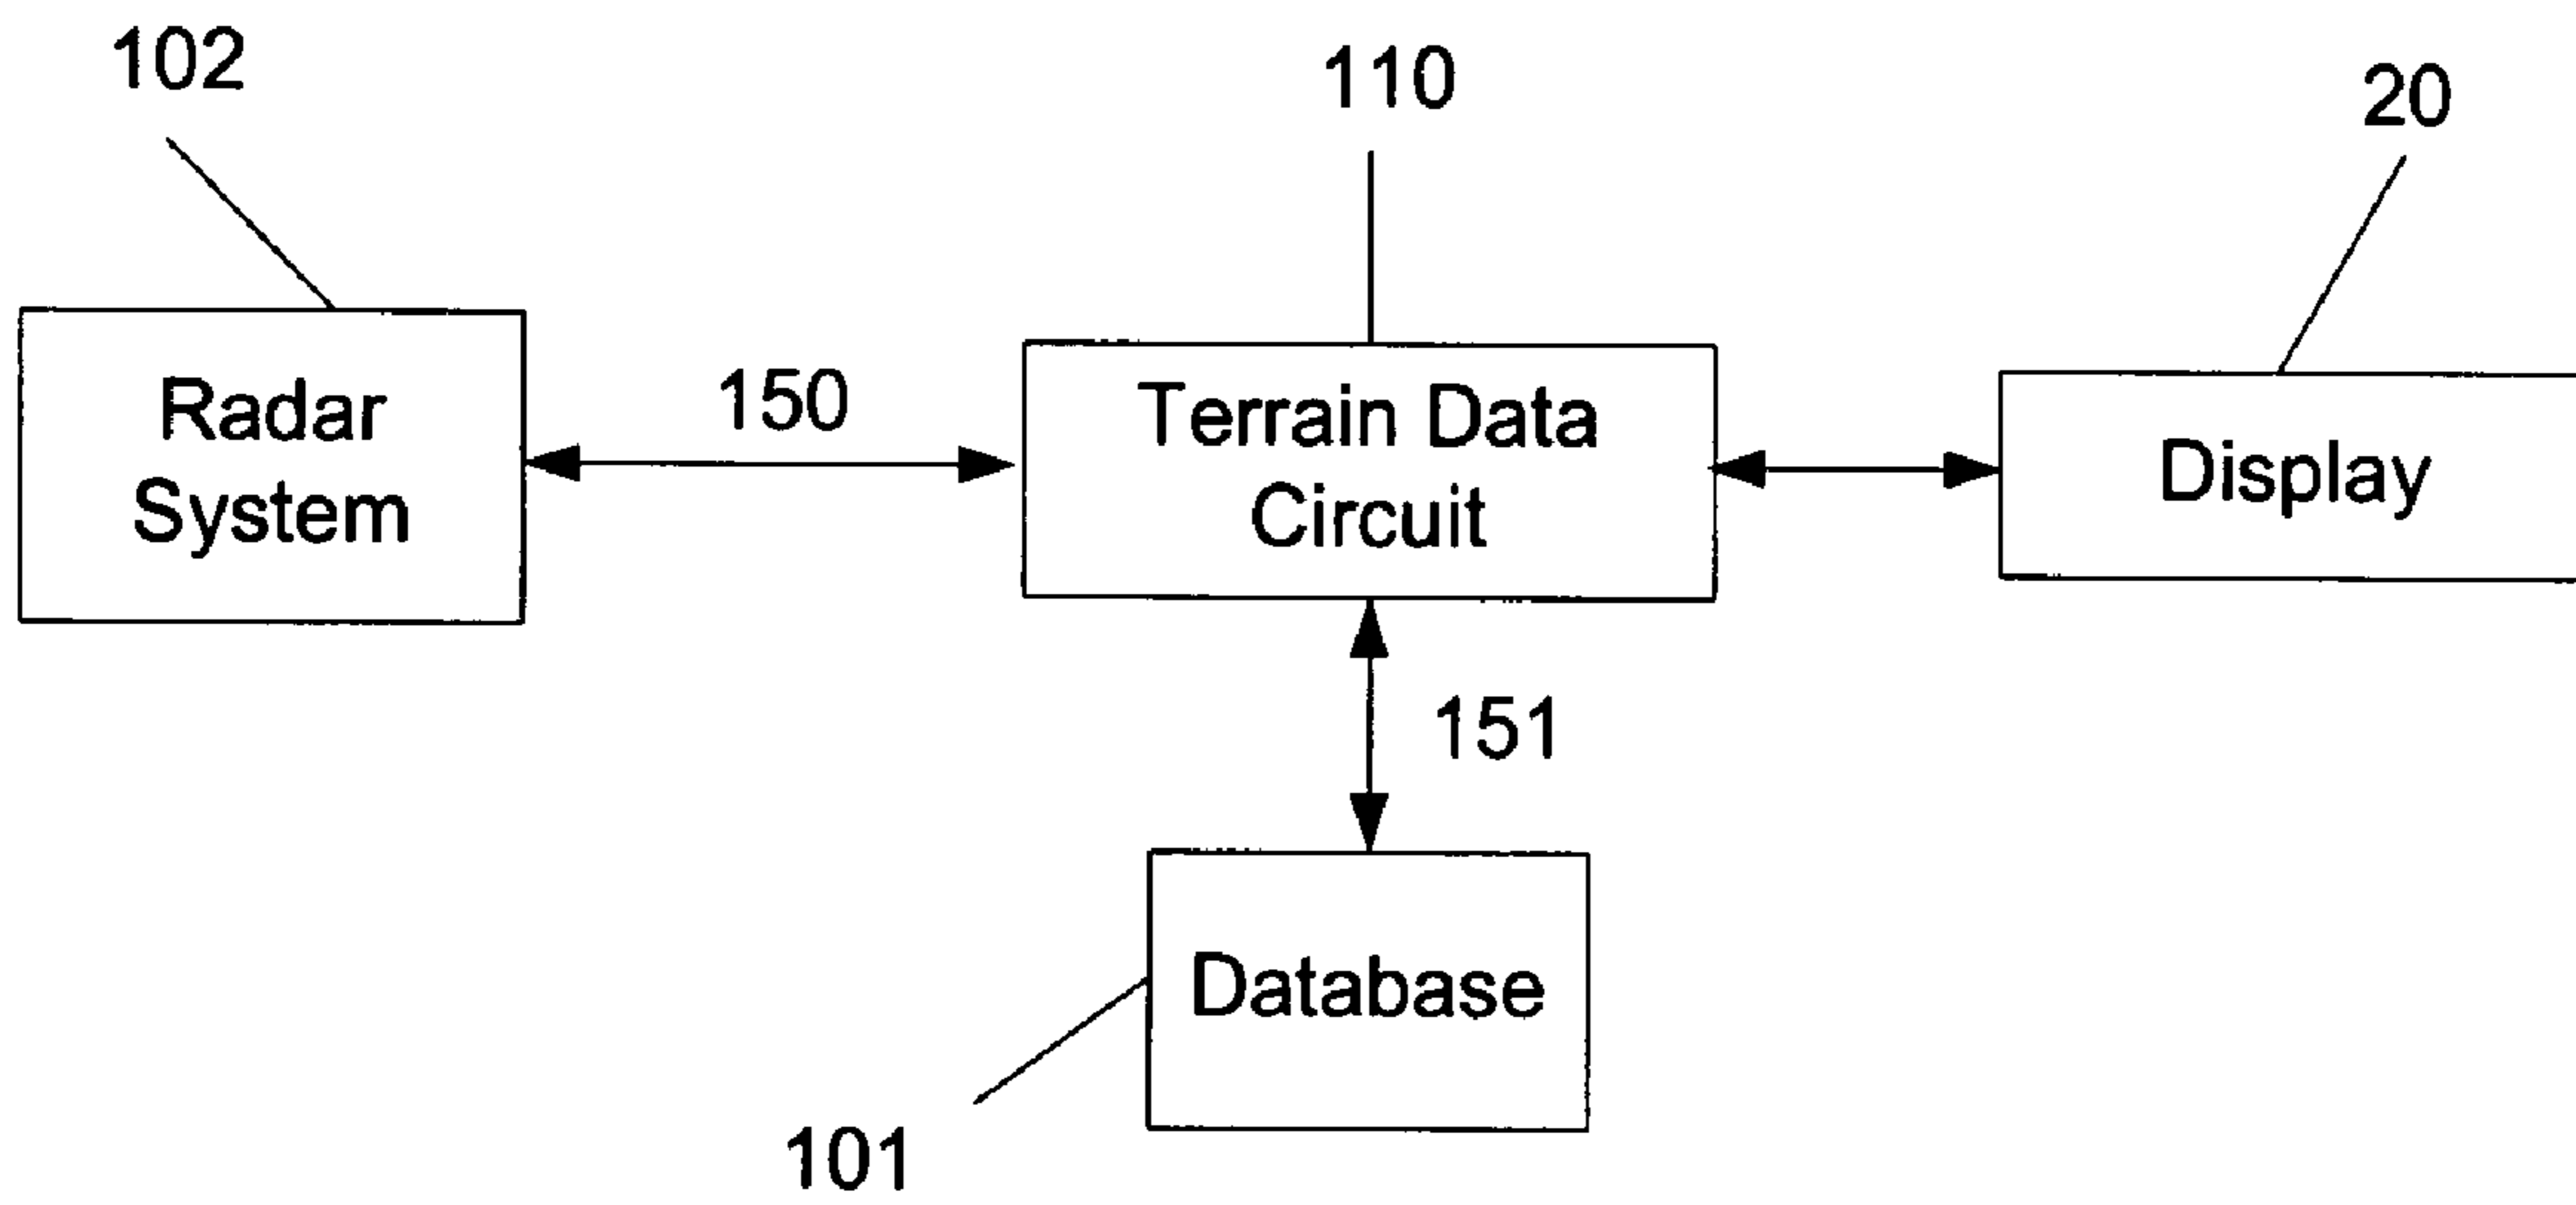 102
110
20
Radar
System
150
Terrain Data
Circuit
Display
151
Database
101